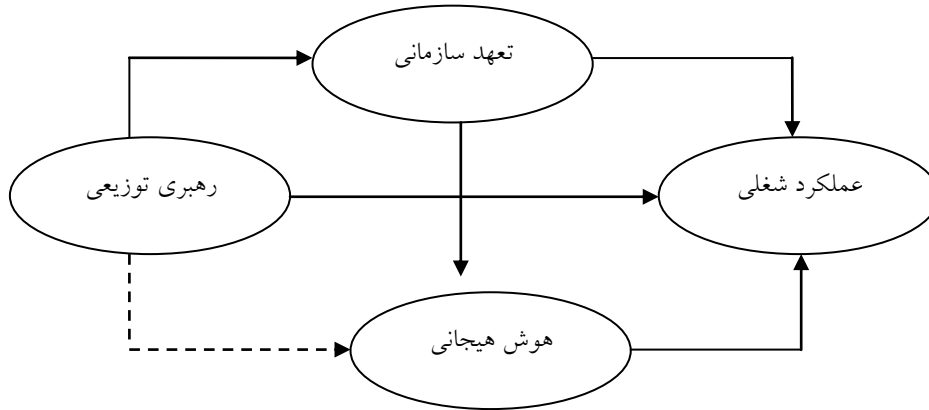 تعهد سازمانی
رهبری توزیعی
عملکرد شغلی
هوش هیجانی